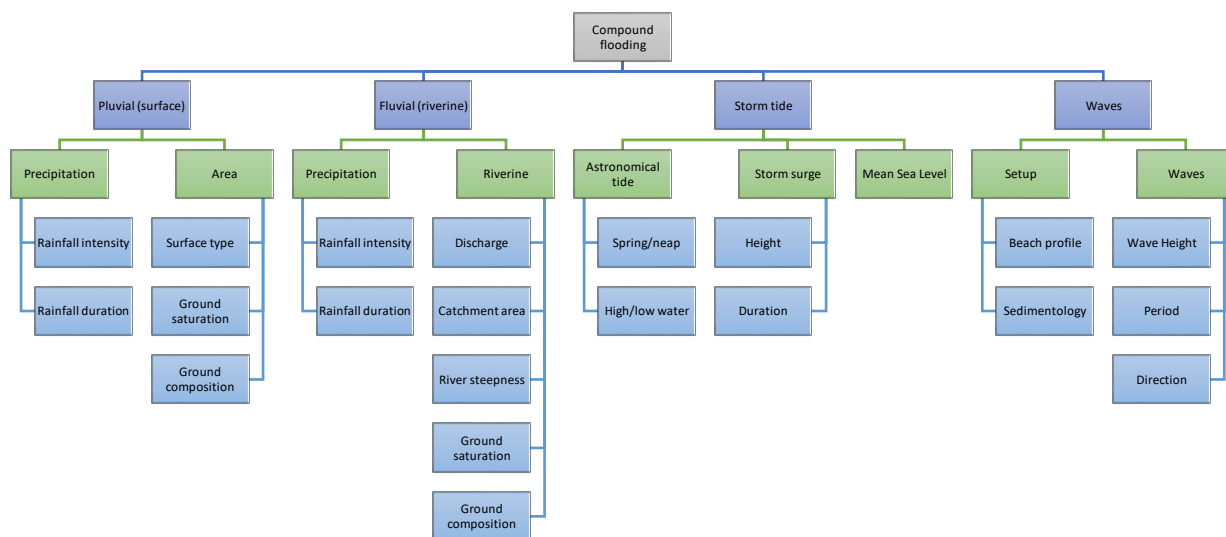 Compound
flooding
Pluvial (surface)
Fluvial (riverine)
Storm tide
Waves
Precipitation
Area
Precipitation
Riverine
Astronomical
tide
Storm surge
Mean Sea Level
Setup
Waves
Rainfall intensity
Surface type
Rainfall intensity
Discharge
Spring/neap
Height
Beach profile
Wave Height
Rainfall duration
Ground
saturation
Rainfall duration
Catchment area
High/low water
Duration
Sedimentology
Period
Ground
composition
River steepness
Direction
Ground
saturation
Ground
composition